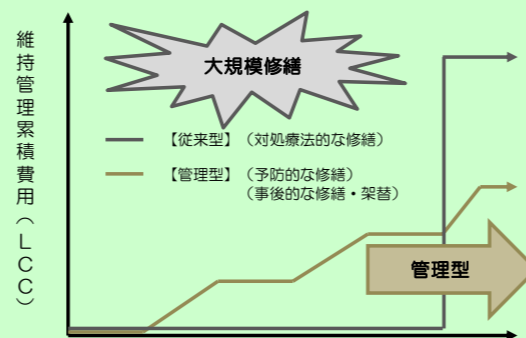 維持管理累積費用(LCC)
大規模修繕
【従来型】(対処療法的な修繕)
【管理型】(予防的な修繕)
(事後的な修繕・架替)
管理型